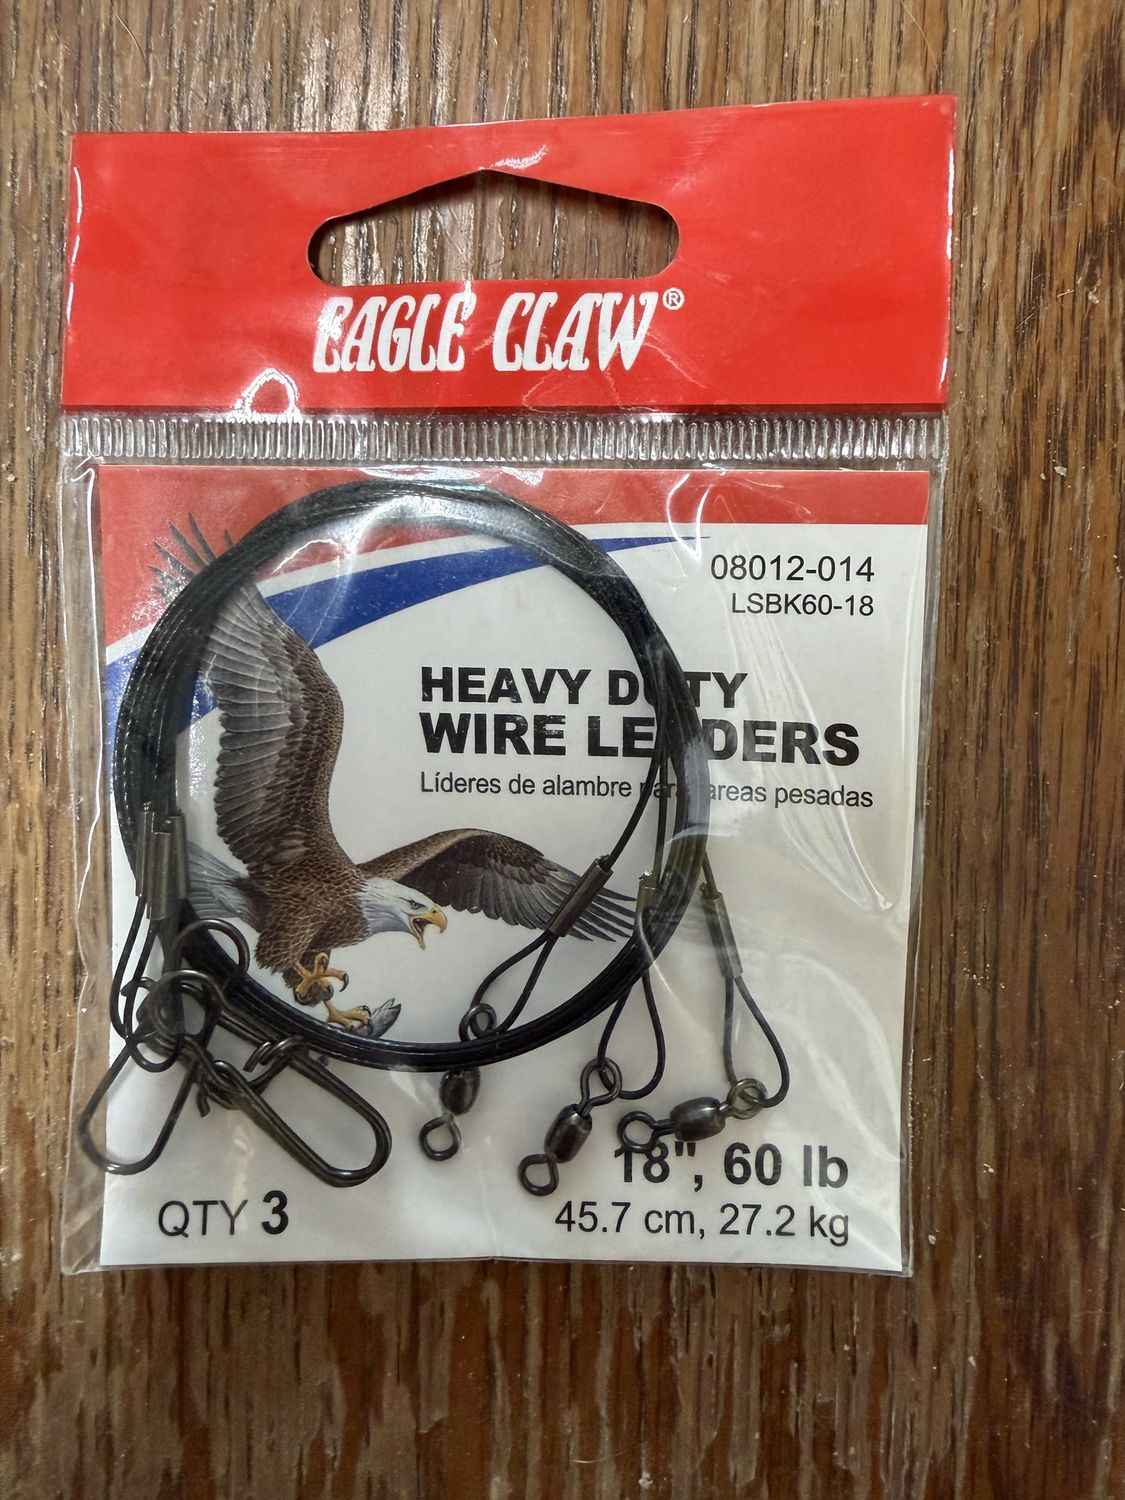 EAGLE CLAW®
08012-014
LSBK60-18
HEAVY DUTY
WIRE LEADERS
Líderes de alambre para tareas pesadas
18", 60 lb
45.7 cm, 27.2 kg
QTY 3